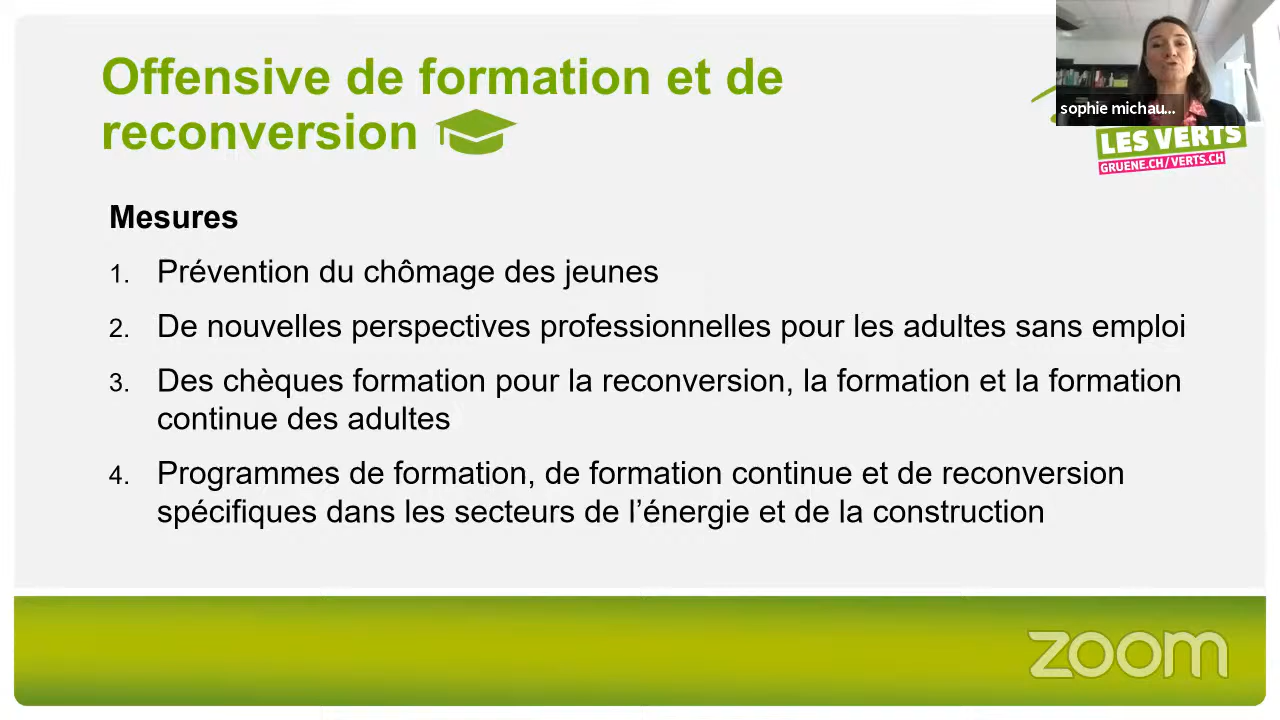 Offensive de formation et de
reconversion
sophie michau...
LES VERTS
GRUENE.CH/VERTS.CH
Mesures
1. Prévention du chômage des jeunes
2. De nouvelles perspectives professionnelles pour les adultes sans emploi
3. Des chèques formation pour la reconversion, la formation et la formation
continue des adultes
4. Programmes de formation, de formation continue et de reconversion
spécifiques dans les secteurs de l’énergie et de la construction
zoom